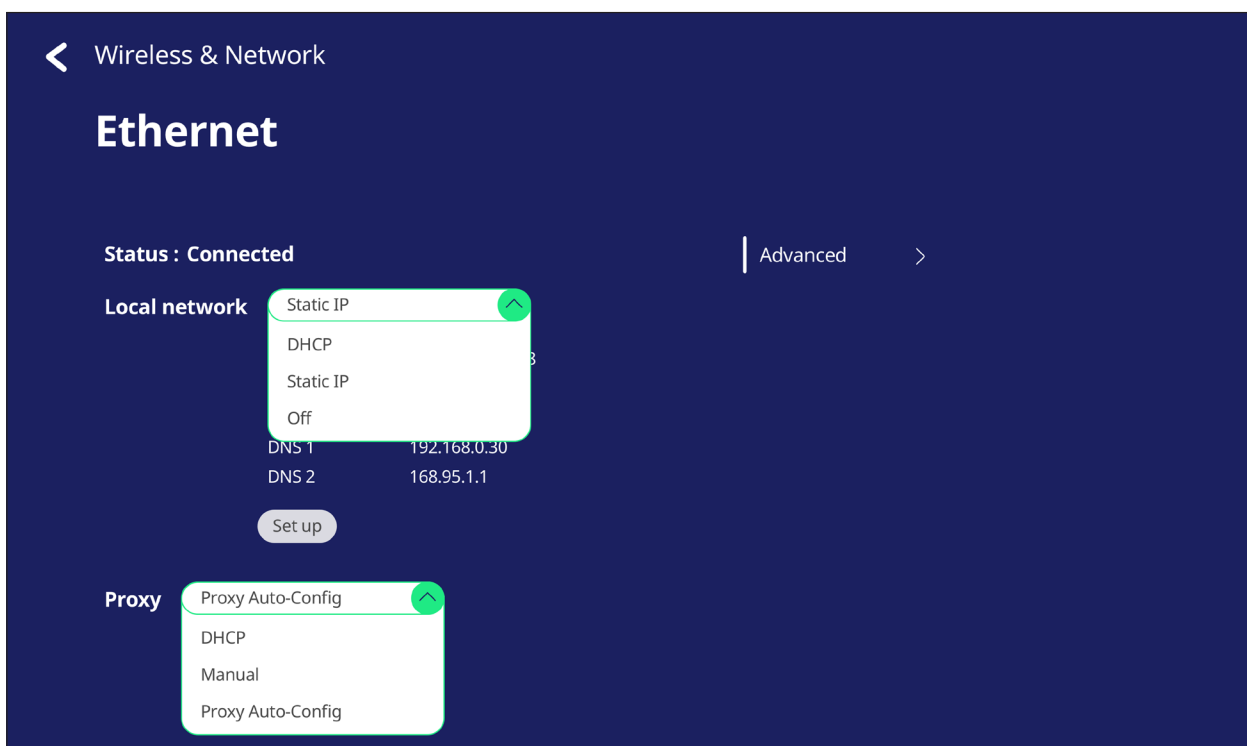 Wireless & Network
Ethernet
Status : Connected
Advanced
Local network
Static IP
DHCP
Static IP
Off
DNS 1 192.168.0.30
DNS 2 168.95.1.1
Set up
Proxy
Proxy Auto-Config
DHCP
Manual
Proxy Auto-Config